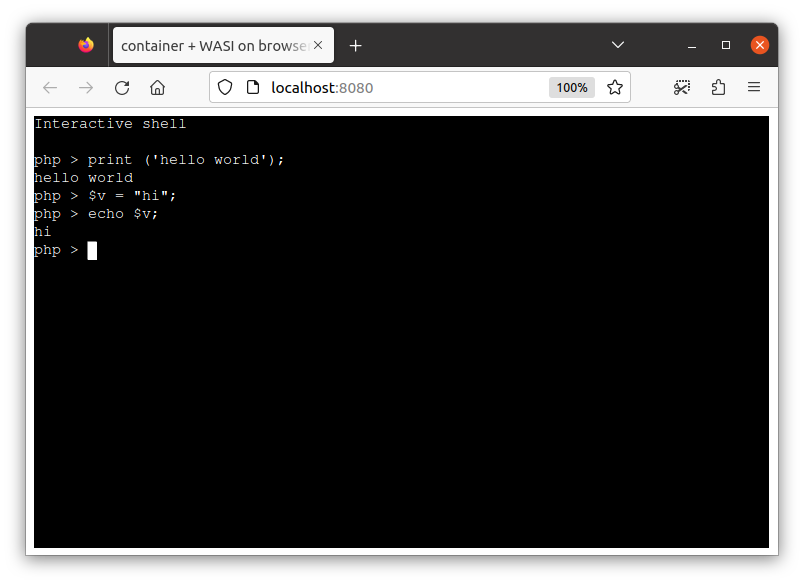 container + WASI on browse
localhost:8080
100%
Interactive shell
php > print ('hello world');
hello world
php > $v = "hi";
php > echo $v;
hi
php >